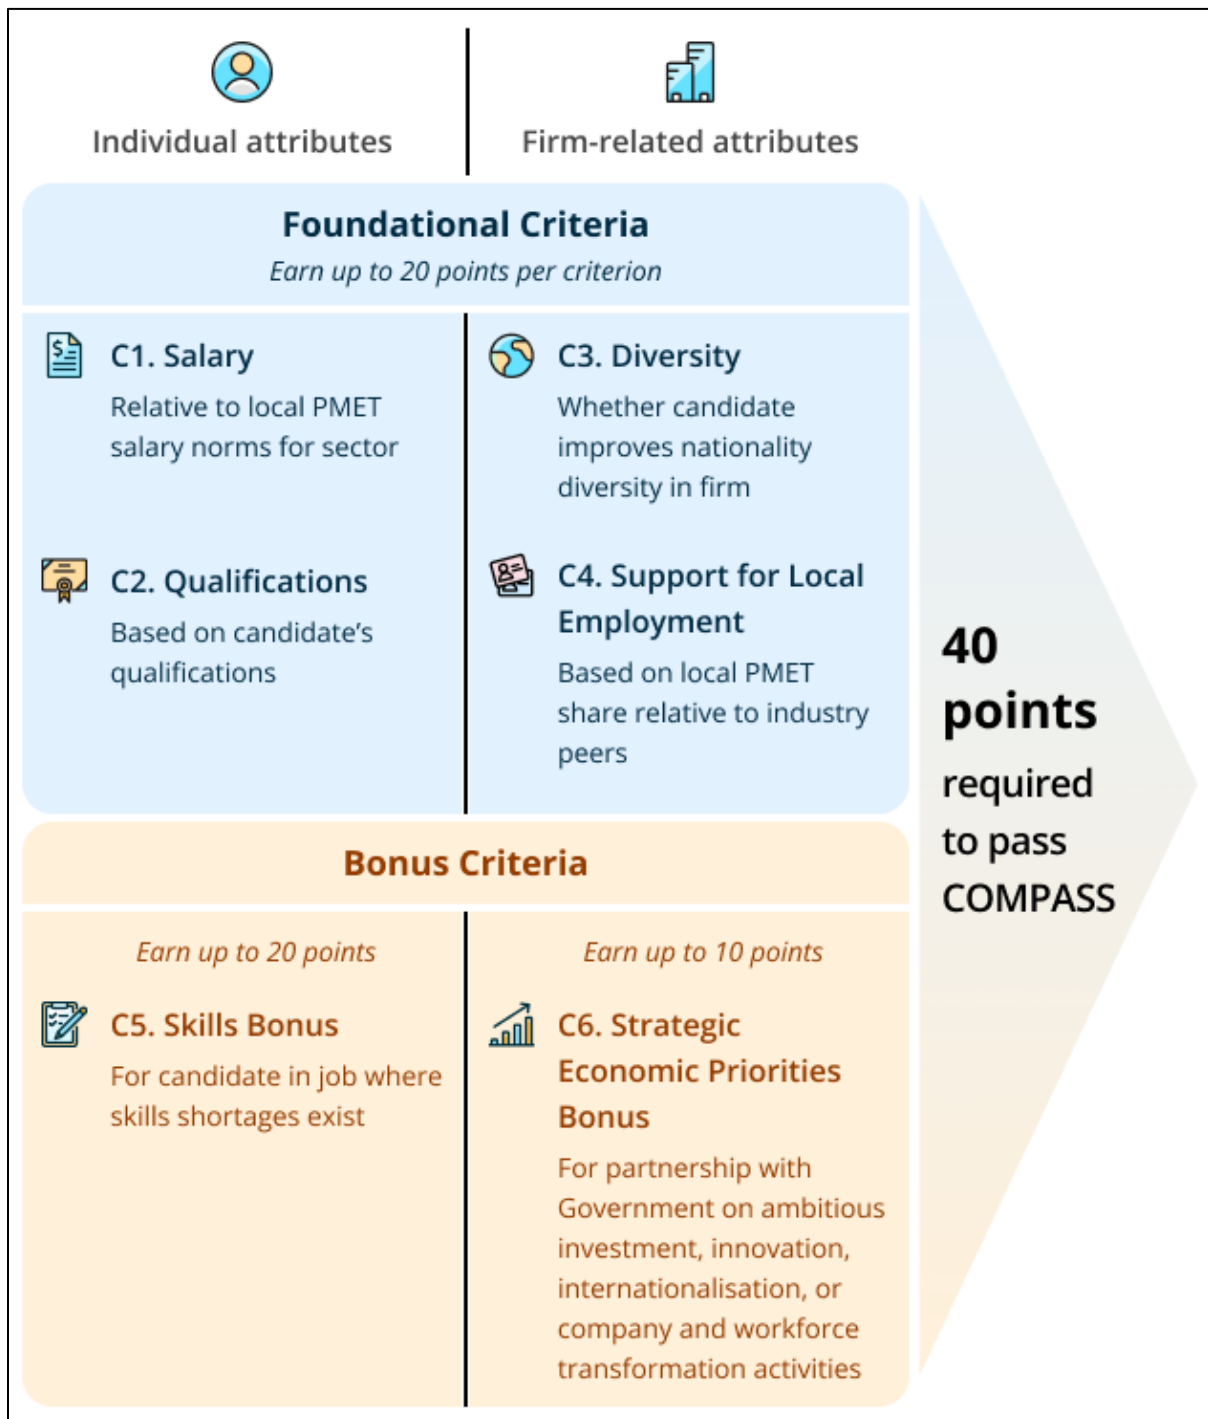 Individual attributes
Firm-related attributes
Foundational Criteria
Earn up to 20 points per criterion
C1. Salary
Relative to local PMET
salary norms for sector
C3. Diversity
Whether candidate
improves nationality
diversity in firm
C2. Qualifications
Based on candidate’s
qualifications
C4. Support for Local
Employment
Based on local PMET
share relative to industry
peers
Bonus Criteria
Earn up to 20 points
C5. Skills Bonus
For candidate in job where
skills shortages exist
Earn up to 10 points
C6. Strategic
Economic Priorities
Bonus
For partnership with
Government on ambitious
investment, innovation,
internationalisation, or
company and workforce
transformation activities
40
points
required
to pass
COMPASS